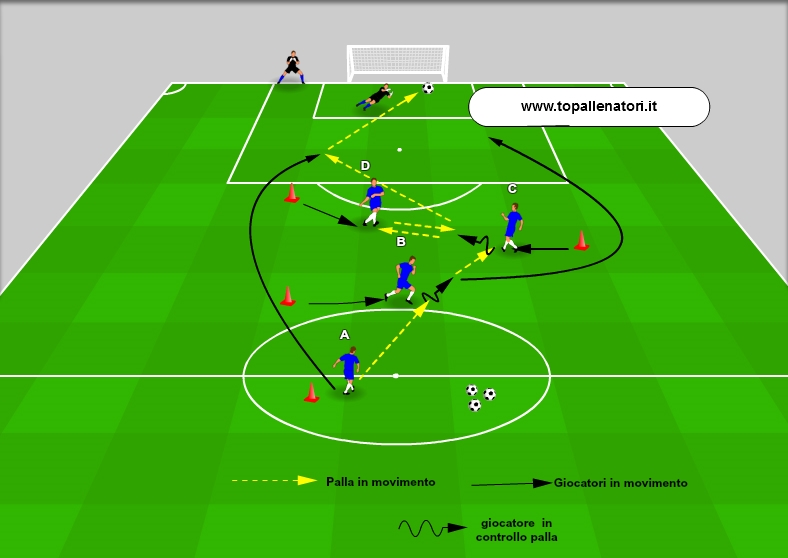 www.topallenatori.it
D
C
B
A
Palla in movimento
Giocatori in movimento
giocatore in
controllo palla